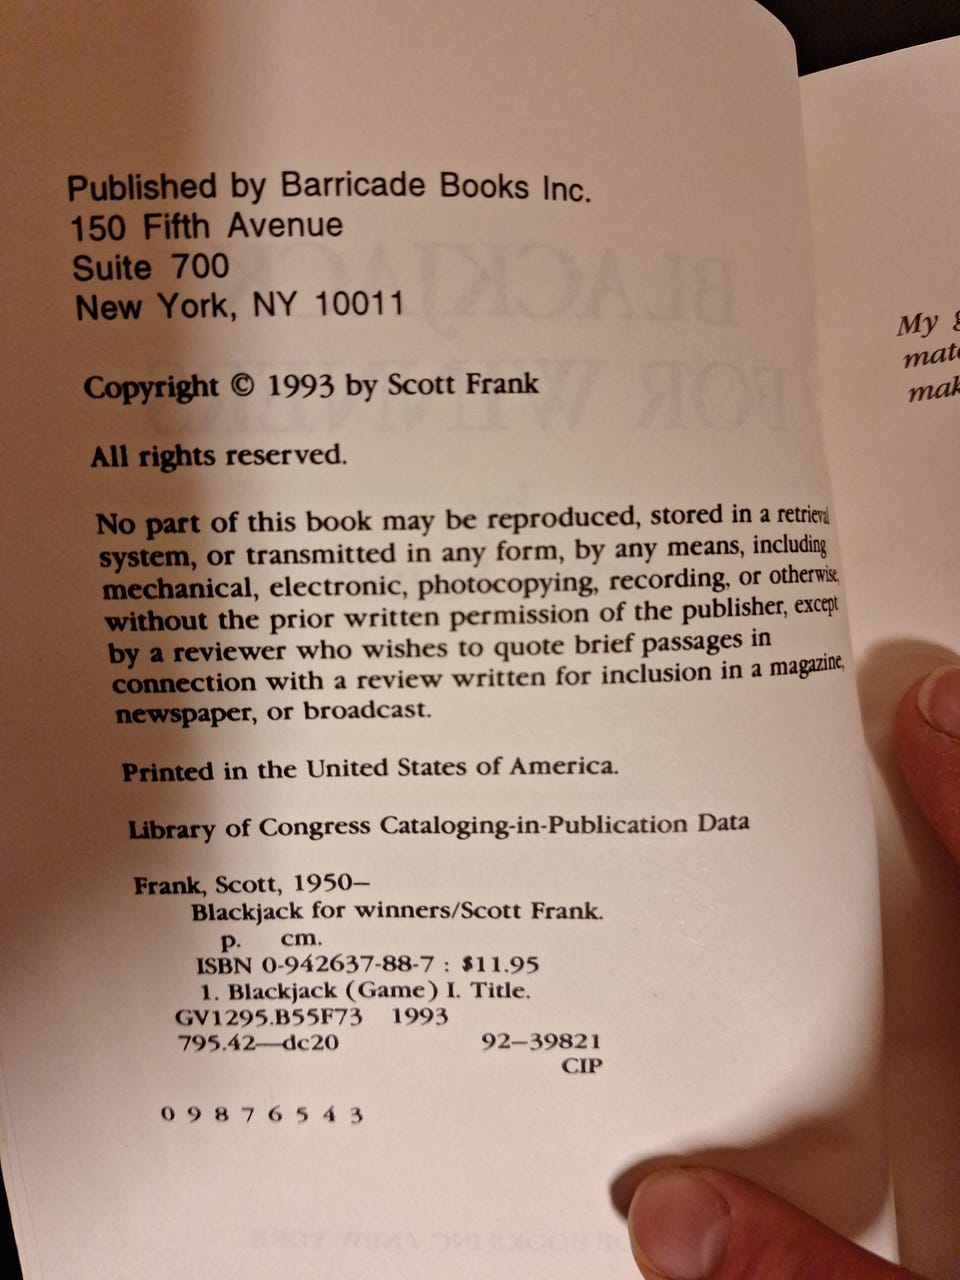 Published by Barricade Books Inc.
150 Fifth Avenue
Suite 700
New York, NY 10011
Copyright © 1993 by Scott Frank
All rights reserved.
No part of this book may be reproduced, stored in a retrieval
system, or transmitted in any form, by any means, including
mechanical, electronic, photocopying, recording, or otherwise,
without the prior written permission of the publisher, except
by a reviewer who wishes to quote brief passages in
connection with a review written for inclusion in a magazine,
newspaper, or broadcast.
Printed in the United States of America.
Library of Congress Cataloging-in-Publication Data
Frank, Scott, 1950–
Blackjack for winners/Scott Frank.
p. cm.
ISBN 0-942637-88-7 : $11.95
1. Blackjack (Game) I. Title.
GV1295.B55F73 1993
795.42—dc20 92–39821
CIP
0 9 8 7 6 5 4 3
BLACKJACK
FOR WINNERS
My